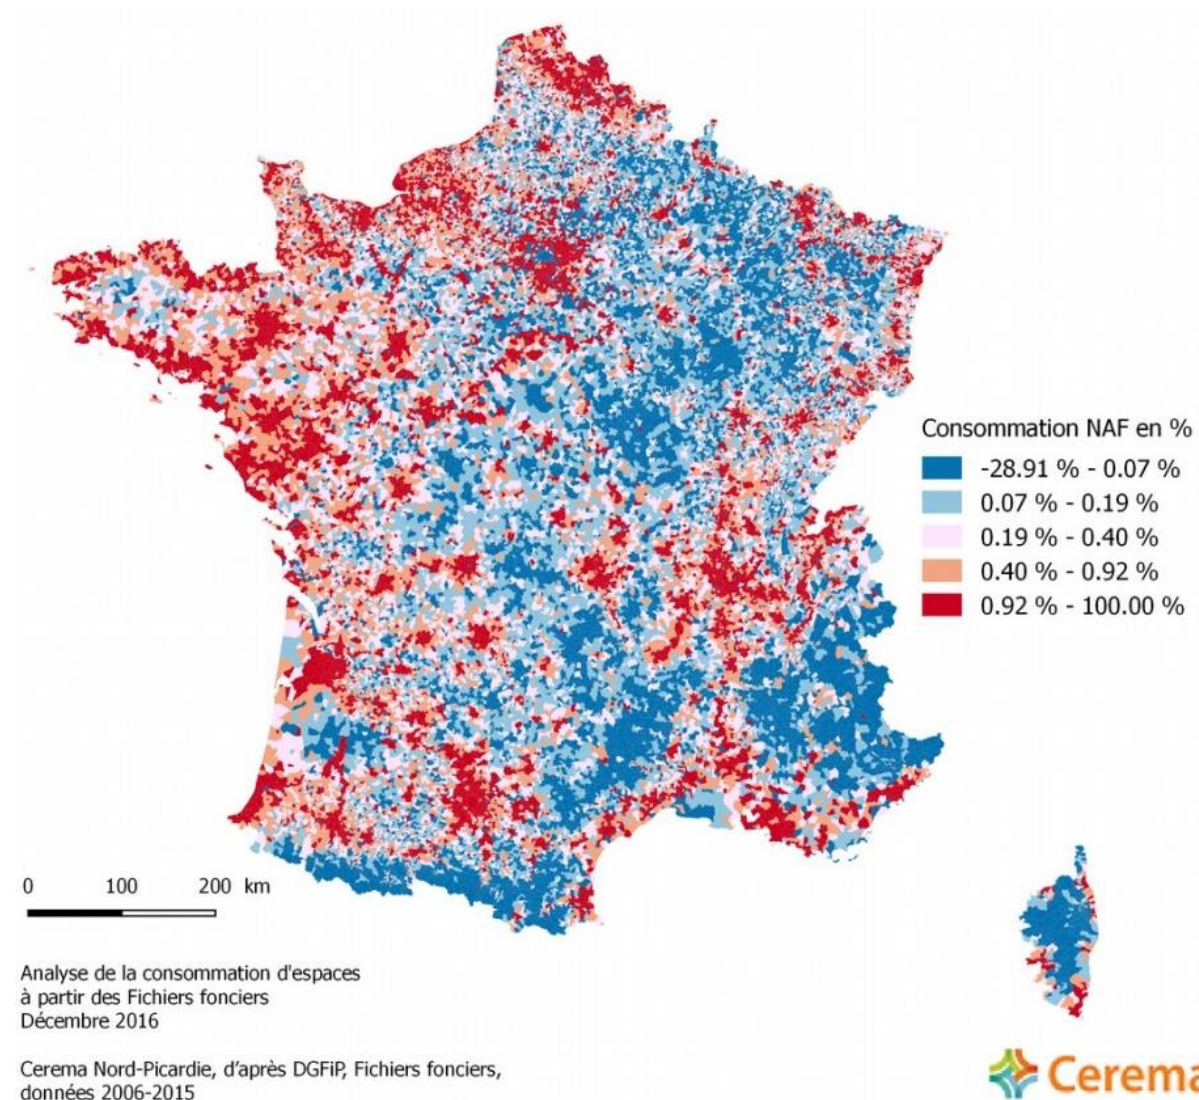 Consommation NAF en %
-28.91 % - 0.07 %
0.07 % - 0.19 %
0.19 % - 0.40 %
0.40 % - 0.92 %
0.92 % - 100.00 %
0 100 200 km
Analyse de la consommation d'espaces
à partir des Fichiers fonciers
Décembre 2016
Cerema Nord-Picardie, d'après DGFiP, Fichiers fonciers,
données 2006-2015
Cerema